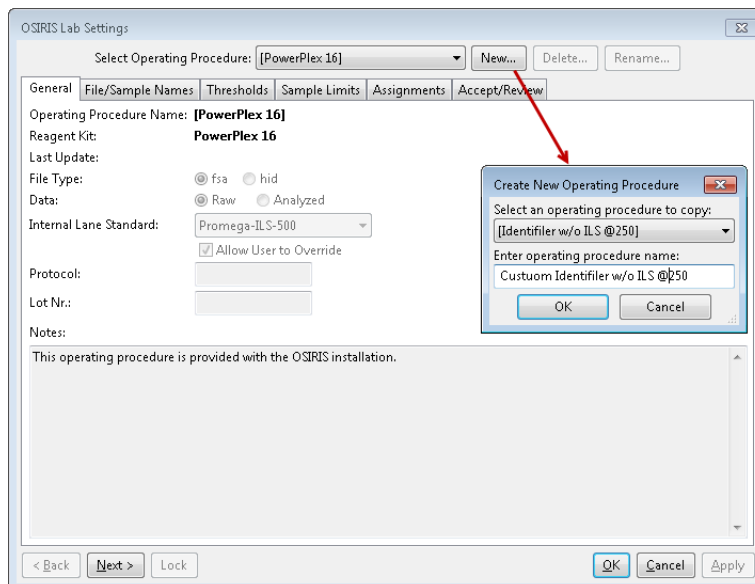 OSIRIS Lab Settings
Select Operating Procedure: [PowerPlex 16] New... Delete... Rename...
General File/Sample Names Thresholds Sample Limits Assignments Accept/Review
Operating Procedure Name: [PowerPlex 16]
Reagent Kit: PowerPlex 16
Last Update:
File Type: fsa hid
Data: Raw Analyzed
Internal Lane Standard: Promega-ILS-500
Allow User to Override
Protocol:
Lot Nr.:
Notes:
This operating procedure is provided with the OSIRIS installation.
Create New Operating Procedure
Select an operating procedure to copy:
[Identifiler w/o ILS @250]
Enter operating procedure name:
Custuom Identifiler w/o ILS @250
OK Cancel
< Back Next > Lock OK Cancel Apply